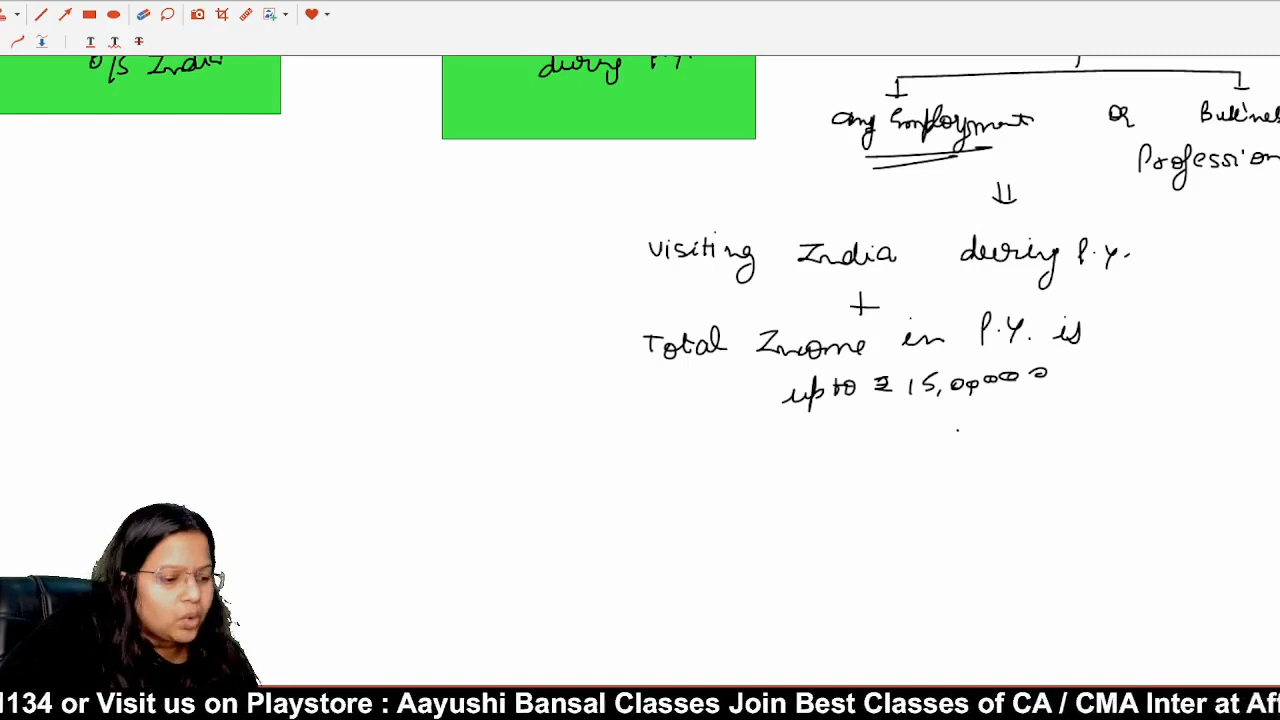 O/S India
during P.Y.
any Employment or Business
Profession
visiting India during P.Y.
+
Total Income in P.Y. is
upto ₹ 15,00,000
1134 or Visit us on Playstore : Aayushi Bansal Classes Join Best Classes of CA / CMA Inter at Af